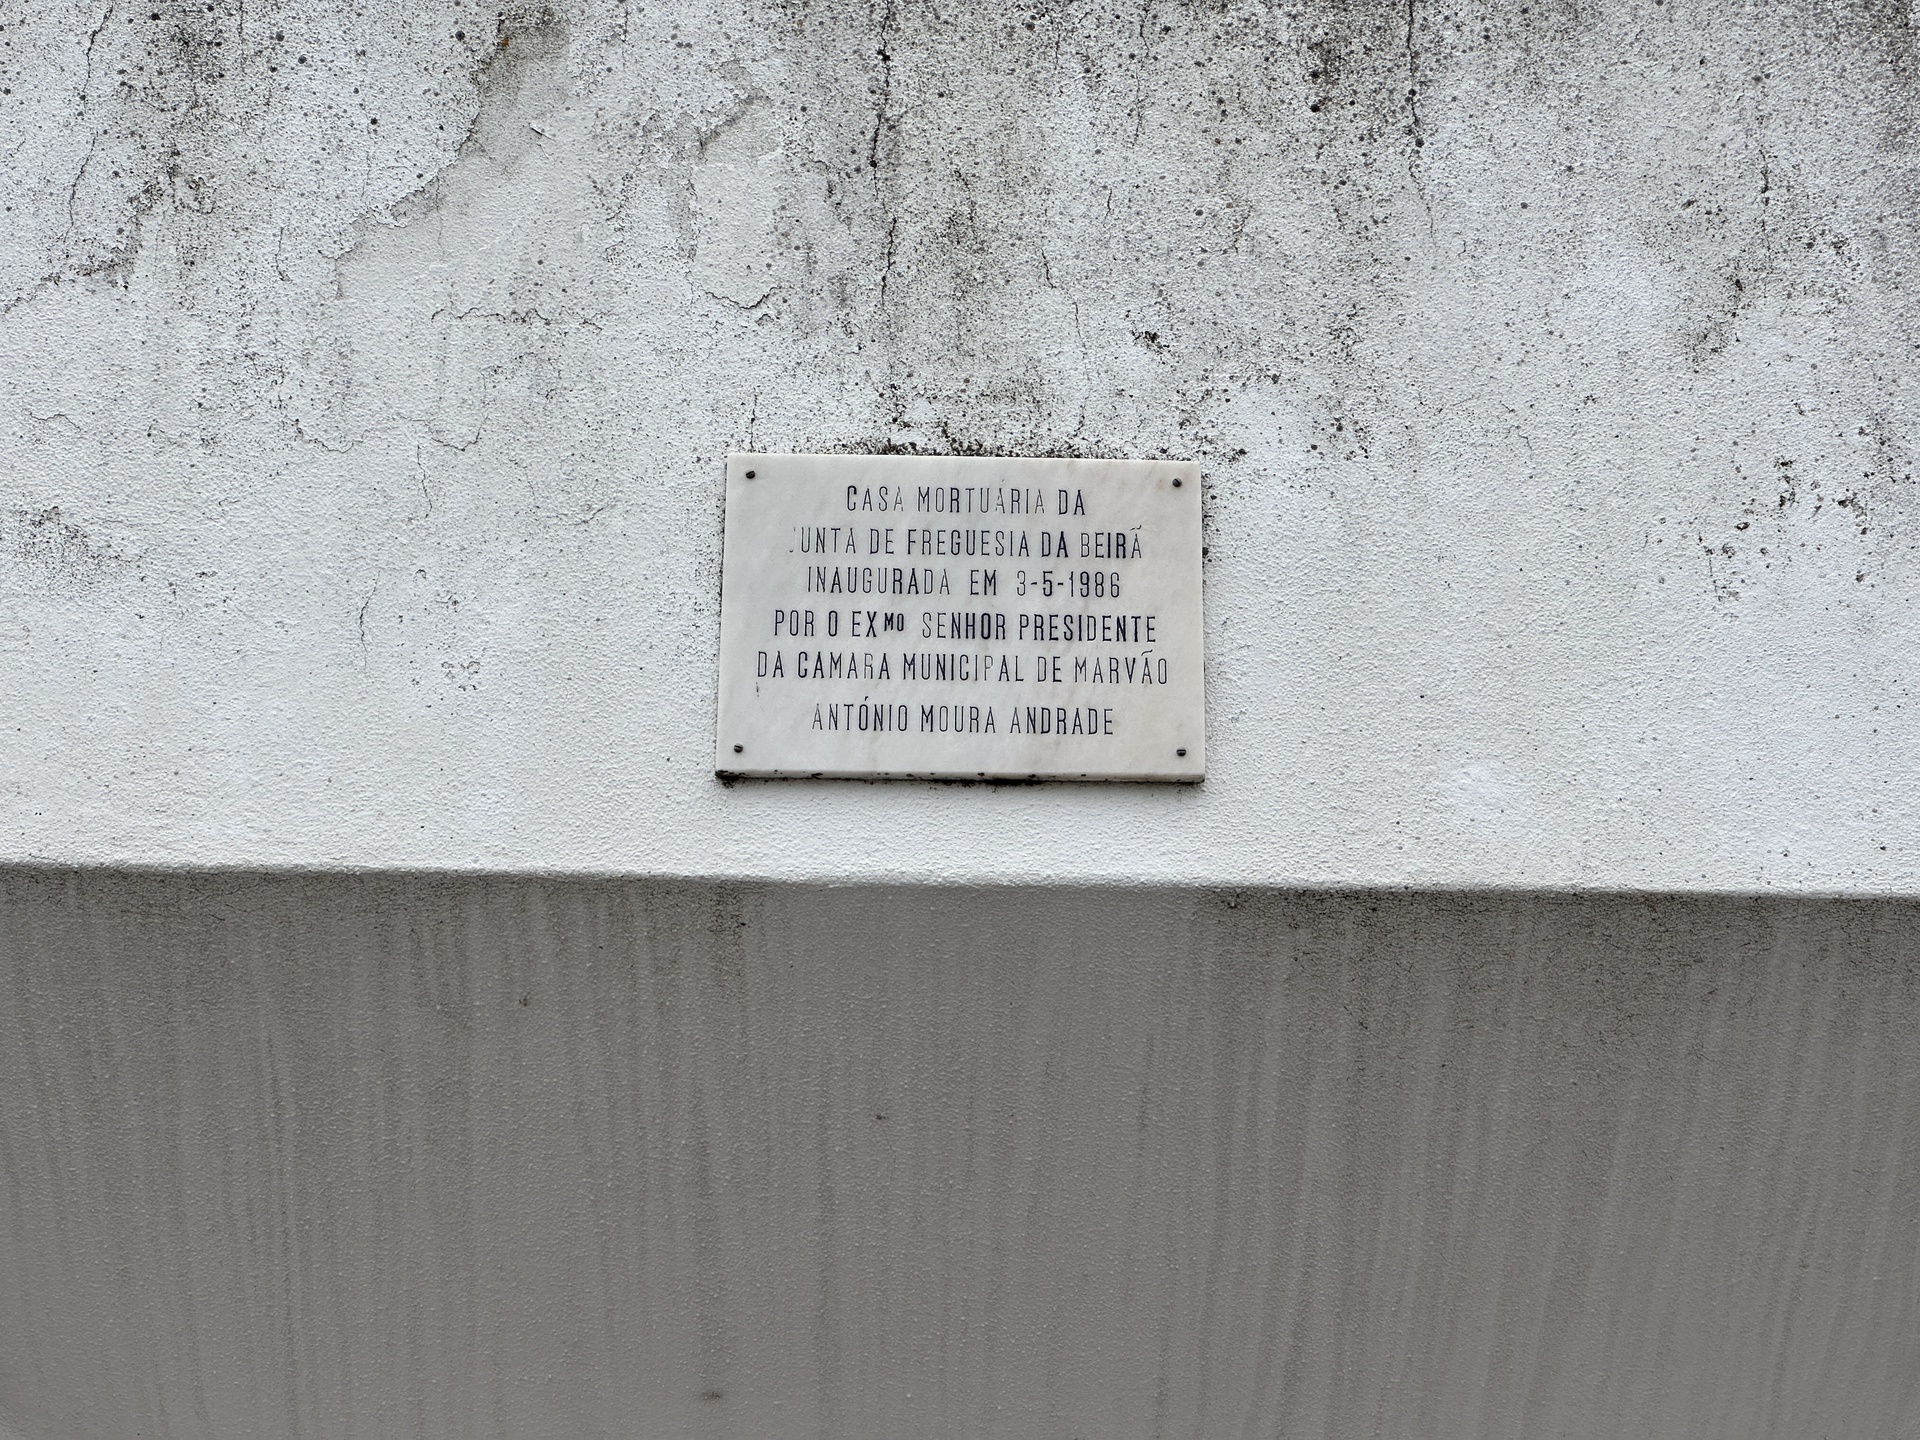 CASA MORTUÁRIA DA
JUNTA DE FREGUESIA DA BEIRÃ
INAUGURADA EM 3-5-1986
POR O EXMO SENHOR PRESIDENTE
DA CAMARA MUNICIPAL DE MARVÃO
ANTÓNIO MOURA ANDRADE